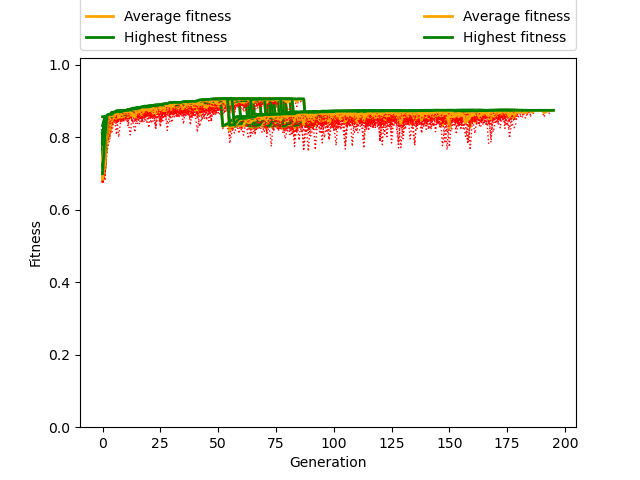 Average fitness Average fitness
Highest fitness Highest fitness
1.0
0.8
0.6
0.4
0.2
0.0
0 25 50 75 100 125 150 175 200
Fitness
Generation